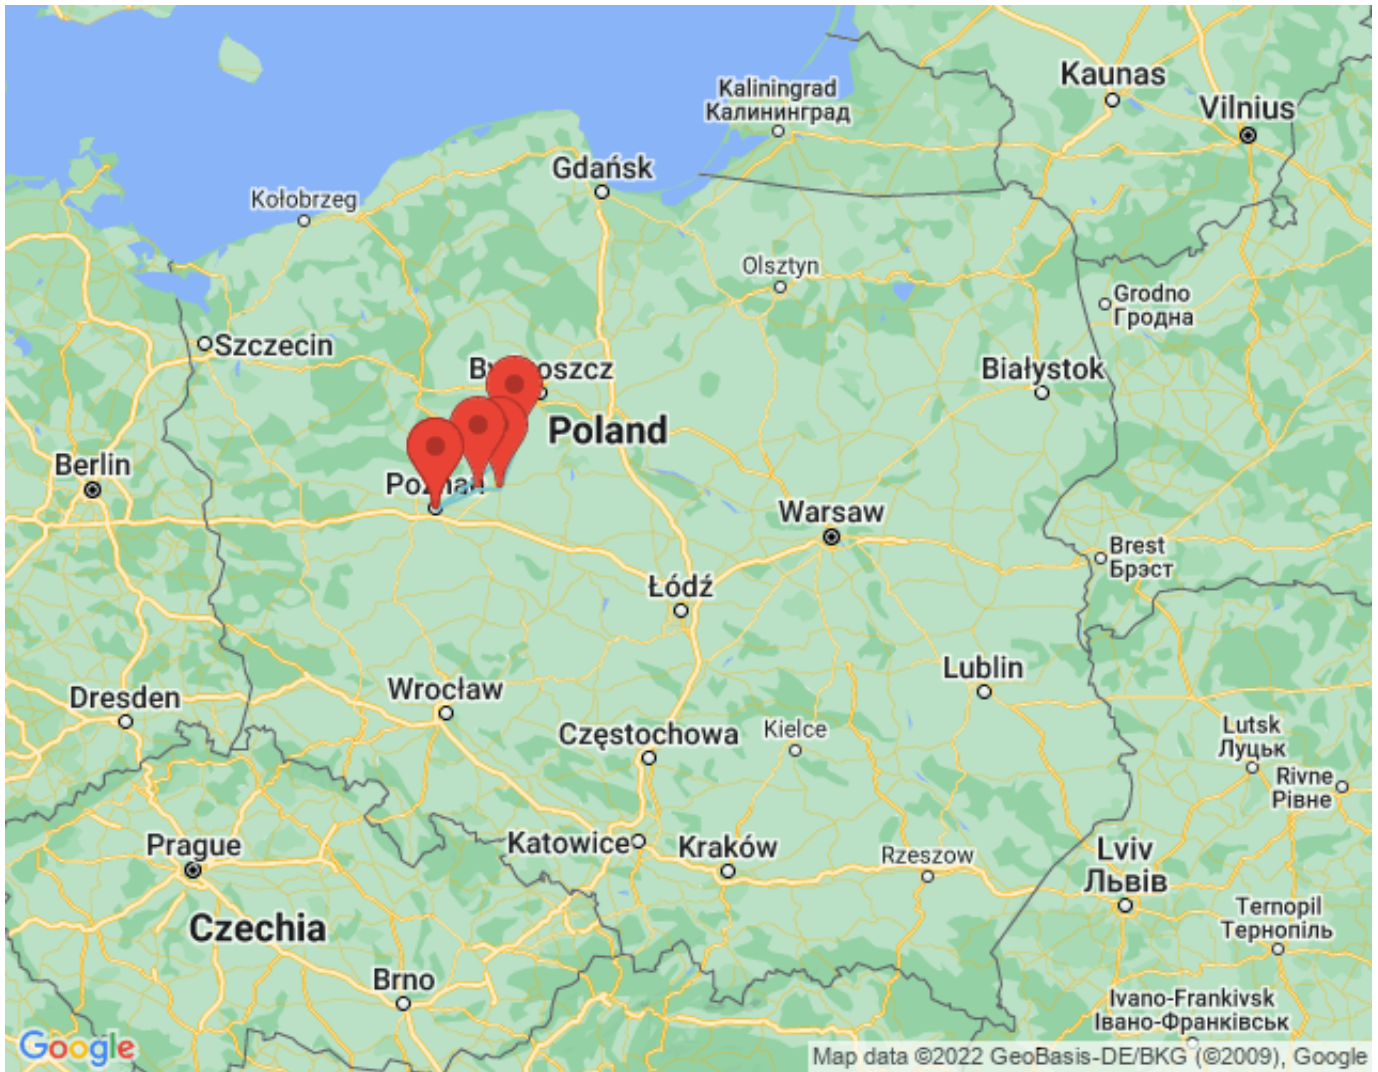 Kaunas
Kaliningrad
Калининград
Vilnius
Gdańsk
Kołobrzeg
Olsztyn
Grodno
Гродна
Szczecin
Białystok
Poland
Berlin
Warsaw
Brest
Брэст
Łódź
Lublin
Dresden
Wrocław
Częstochowa
Kielce
Lutsk
Луцьк
Rivne
Рівне
Prague
Katowice
Kraków
Rzeszow
Lviv
Львів
Czechia
Ternopil
Тернопіль
Brno
Ivano-Frankivsk
Івано-Франківськ
Google
Map data ©2022 GeoBasis-DE/BKG (©2009), Google